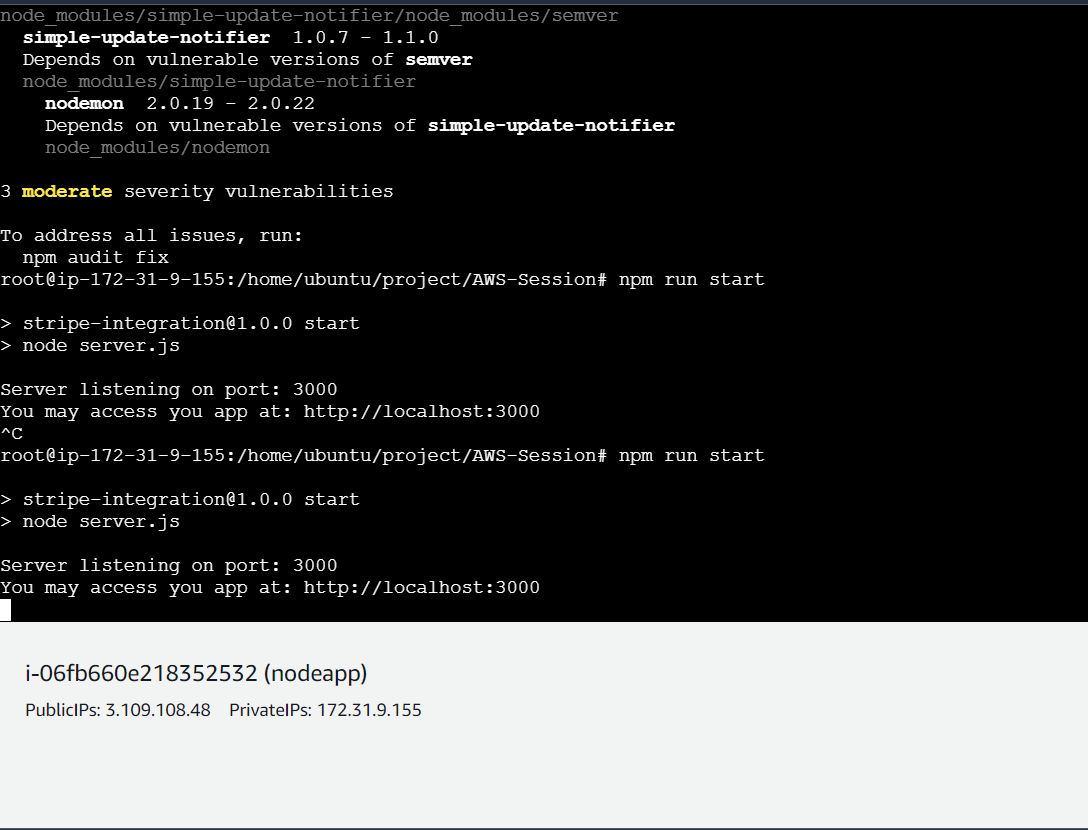 node_modules/simple-update-notifier/node_modules/semver
simple-update-notifier  1.0.7 - 1.1.0
Depends on vulnerable versions of semver
node_modules/simple-update-notifier
nodemon  2.0.19 - 2.0.22
Depends on vulnerable versions of simple-update-notifier
node_modules/nodemon
3 moderate severity vulnerabilities
To address all issues, run:
npm audit fix
root@ip-172-31-9-155:/home/ubuntu/project/AWS-Session# npm run start
> stripe-integration@1.0.0 start
> node server.js
Server listening on port: 3000
You may access you app at: http://localhost:3000
^C
root@ip-172-31-9-155:/home/ubuntu/project/AWS-Session# npm run start
> stripe-integration@1.0.0 start
> node server.js
Server listening on port: 3000
You may access you app at: http://localhost:3000
i-06fb660e218352532 (nodeapp)
PublicIPs: 3.109.108.48    PrivateIPs: 172.31.9.155